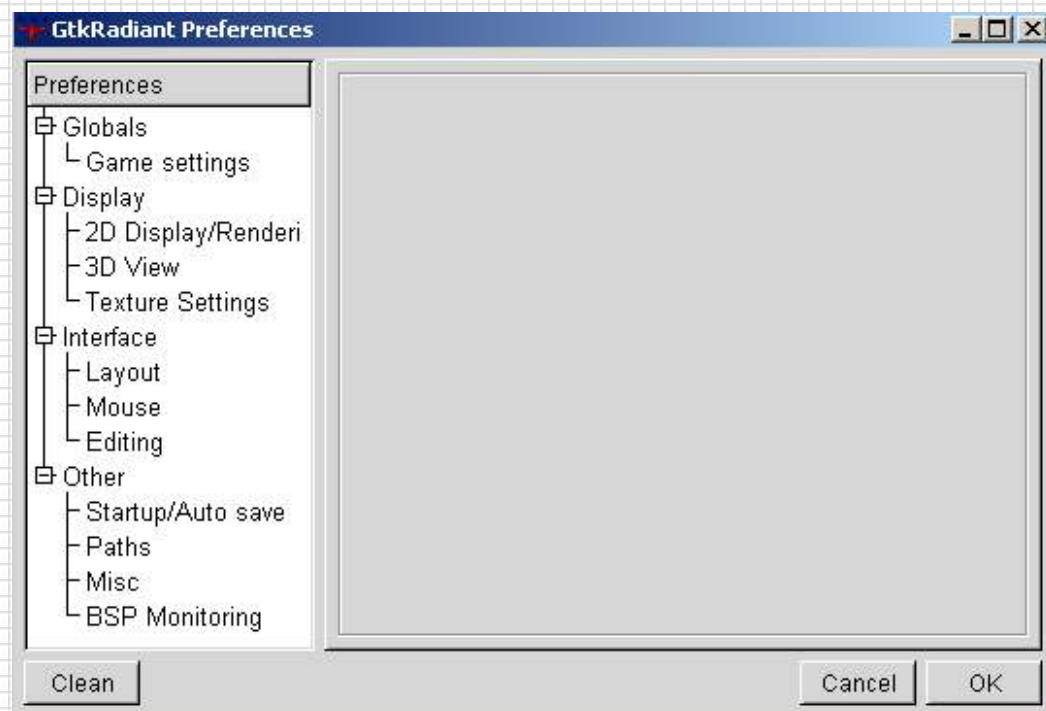 GtkRadiant Preferences
Preferences
Globals
Game settings
Display
2D Display/Renderi
3D View
Texture Settings
Interface
Layout
Mouse
Editing
Other
Startup/Auto save
Paths
Misc
BSP Monitoring
Clean
Cancel
OK